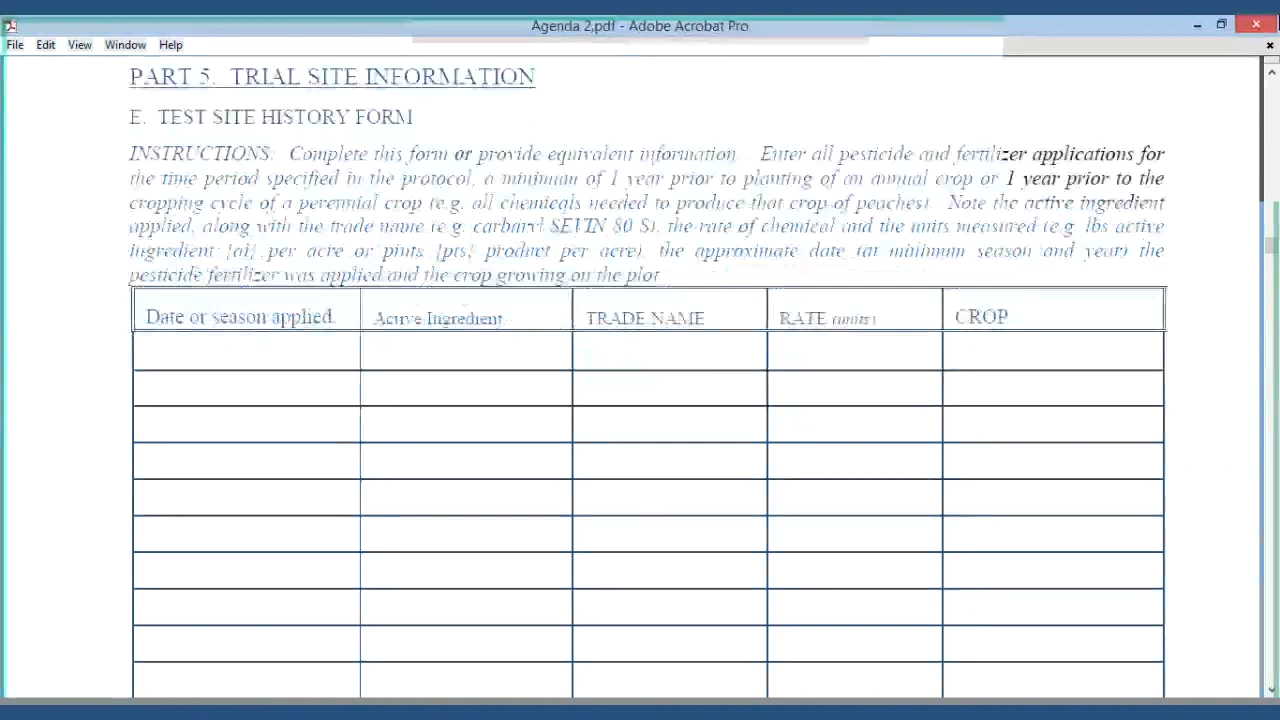 Agenda 2.pdf - Adobe Acrobat Pro
File Edit View Window Help
PART 5. TRIAL SITE INFORMATION
E. TEST SITE HISTORY FORM
INSTRUCTIONS: Complete this form or provide equivalent information. Enter all pesticide and fertilizer applications for
the time period specified in the protocol, a minimum of 1 year prior to planting of an annual crop or 1 year prior to the
cropping cycle of a perennial crop (e.g. all chemicals needed to produce that crop of peaches). Note the active ingredient
applied, along with the trade name (e.g. carbaryl SEVIN 80 S), the rate of chemical and the units measured (e.g. lbs active
ingredient [ai] per acre or pints [pts] product per acre), the approximate date (at minimum season and year) the
pesticide fertilizer was applied and the crop growing on the plot
Date or season applied Active Ingredient TRADE NAME RATE (units) CROP